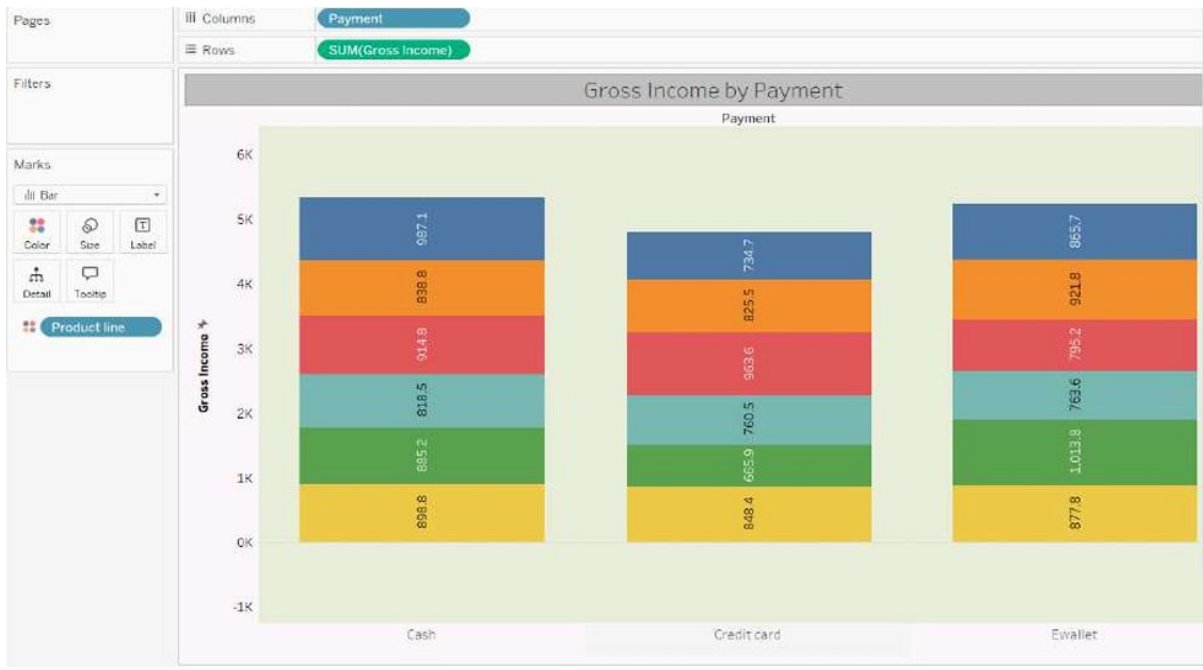 Pages
Columns
Payment
Rows
SUM(Gross Income)
Filters
Gross Income by Payment
Payment
Marks
Bar
Color
Size
Label
T
Detail
Tooltip
Product line
Gross Income
6K
5K
4K
3K
2K
1K
0K
-1K
987.1
838.8
914.8
818.5
885.2
898.8
734.7
825.5
963.6
760.5
665.9
848.4
865.7
921.8
795.2
763.6
1,013.8
877.8
Cash
Credit card
Ewallet